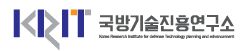 KRIT 국방기술진흥연구소
Korea Research Institute for defense Technology planning and advancement